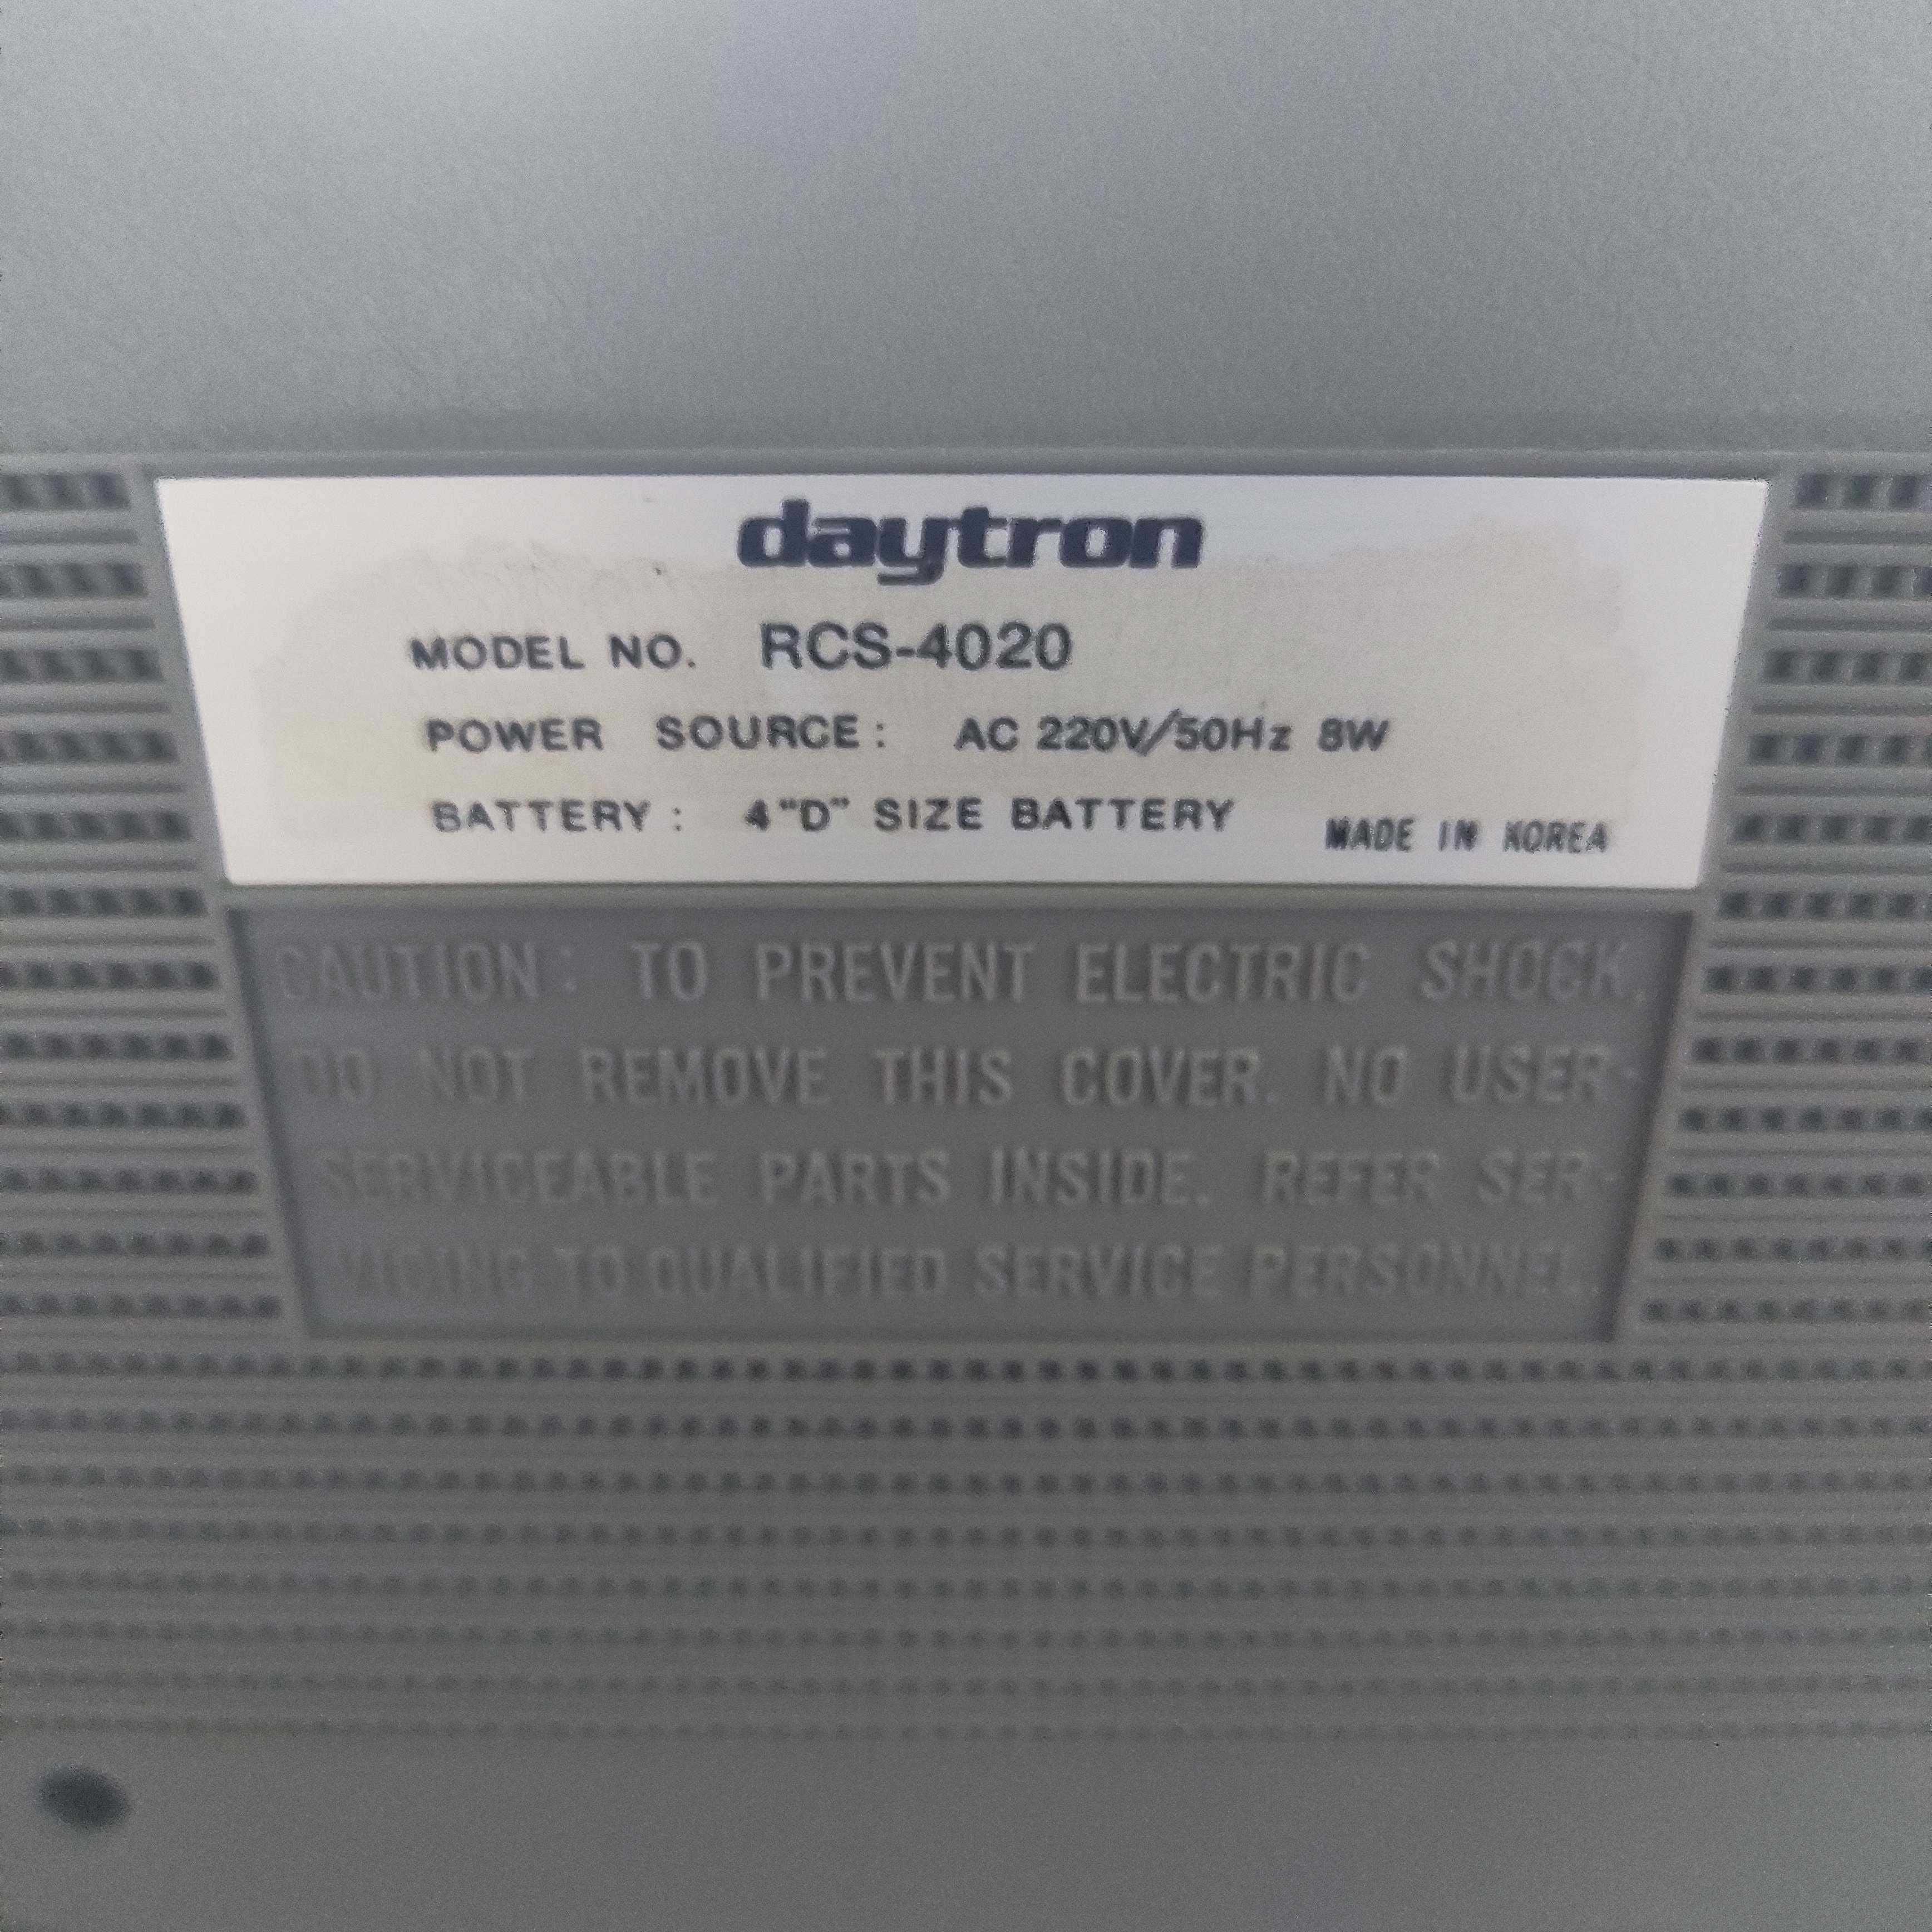 daytron
MODEL NO. RCS-4020
POWER SOURCE: AC 220V/50Hz 8W
BATTERY: 4 "D" SIZE BATTERY
MADE IN KOREA
CAUTION: TO PREVENT ELECTRIC SHOCK,
DO NOT REMOVE THIS COVER. NO USER-
SERVICEABLE PARTS INSIDE. REFER SER-
VICING TO QUALIFIED SERVICE PERSONNEL.